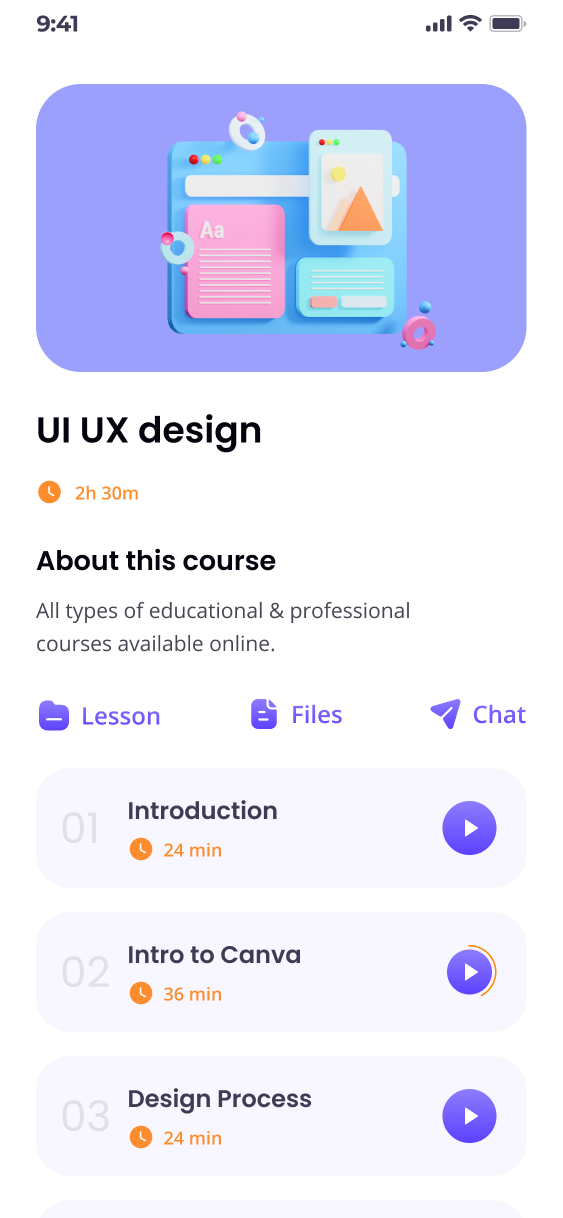 9:41
Aa
UI UX design
2h 30m
About this course
All types of educational & professional
courses available online.
Lesson
Files
Chat
01
Introduction
24 min
02
Intro to Canva
36 min
03
Design Process
24 min